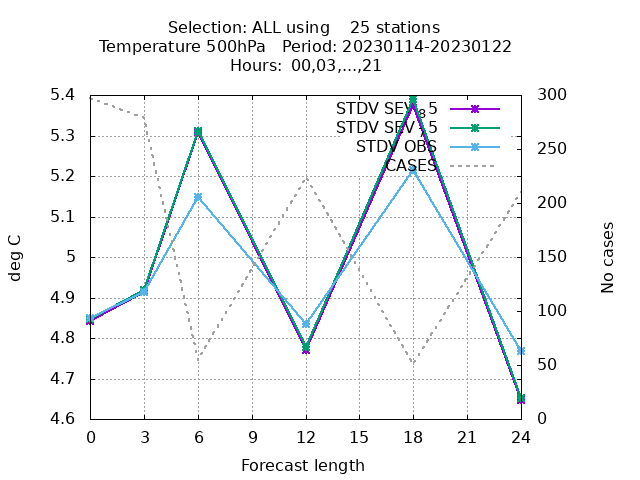 Selection: ALL using    25 stations
Temperature 500hPa   Period: 20230114-20230122
Hours:  00,03,...,21
5.4
5.3
5.2
5.1
5
4.9
4.8
4.7
4.6
deg C
STDV SEV
8
5
STDV SEV
5
STDV OBS
CASES
300
250
200
150
100
50
0
No cases
0 3 6 9 12 15 18 21 24
Forecast length